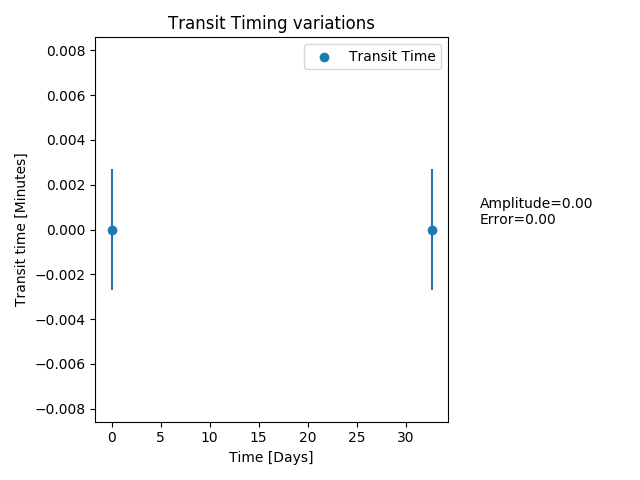 Transit Timing variations
Transit Time
0.008
0.006
0.004
0.002
0.000
−0.002
−0.004
−0.006
−0.008
Transit time [Minutes]
Amplitude=0.00
Error=0.00
0 5 10 15 20 25 30
Time [Days]